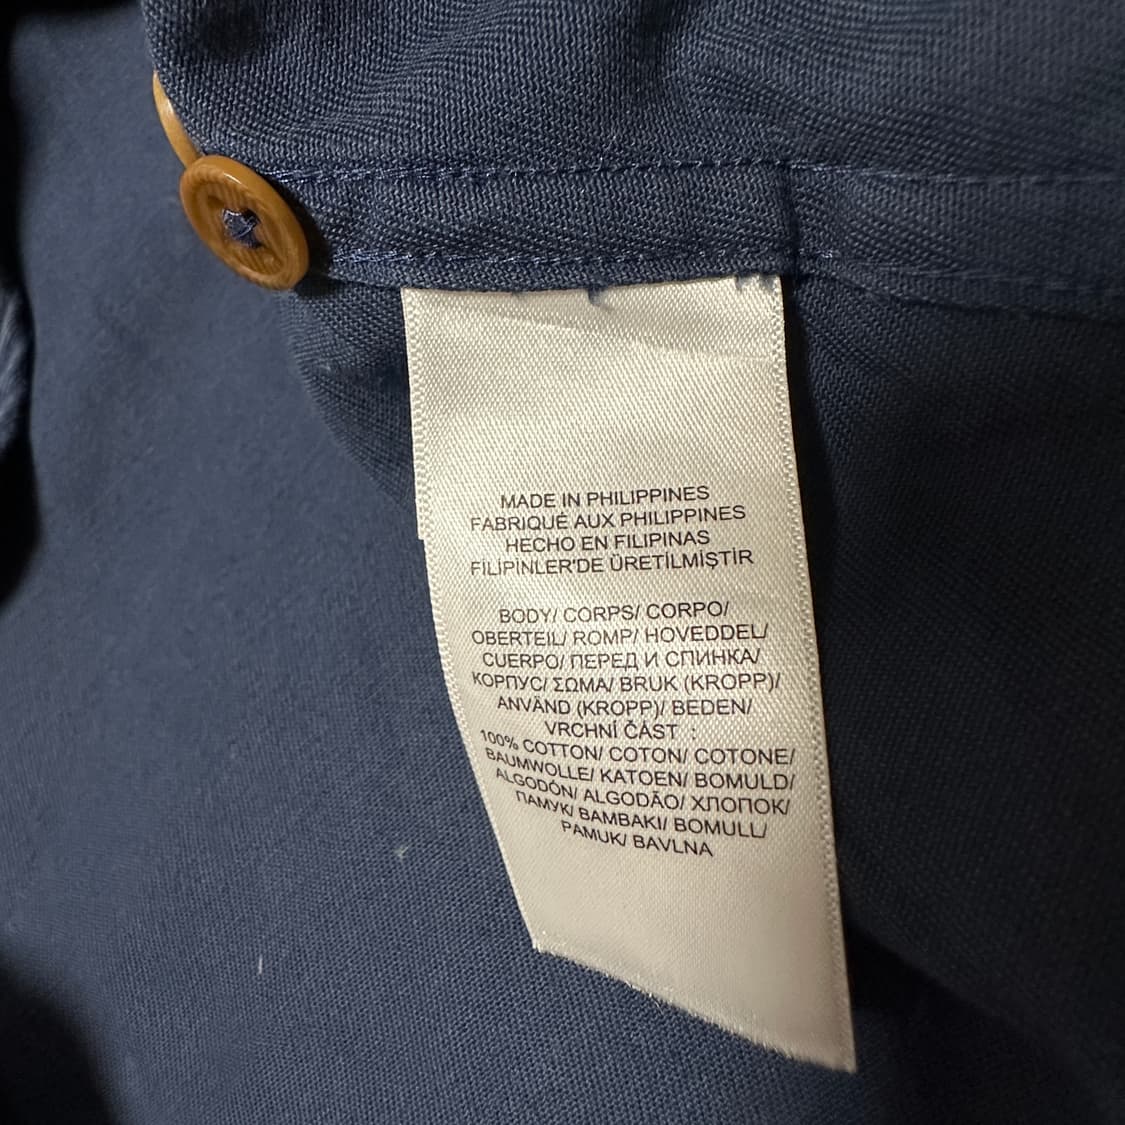 MADE IN PHILIPPINES
FABRIQUÉ AUX PHILIPPINES
HECHO EN FILIPINAS
FİLİPİNLER'DE ÜRETİLMİŞTİR
BODY/ CORPS/ CORPO/
OBERTEIL/ ROMP/ HOVEDDEL/
CUERPO/ ПЕРЕД И СПИНКА/
КОРПУС/ ΣΩΜΑ/ BRUK (KROPP)/
ANVÄND (KROPP)/ BEDEN/
VRCHNÍ ČÁST :
100% COTTON/ COTON/ COTONE/
BAUMWOLLE/ KATOEN/ BOMULD/
ALGODÓN/ ALGODÃO/ ХЛОПОК/
ПАМУК/ BAMBAKI/ BOMULL/
PAMUK/ BAVLNA